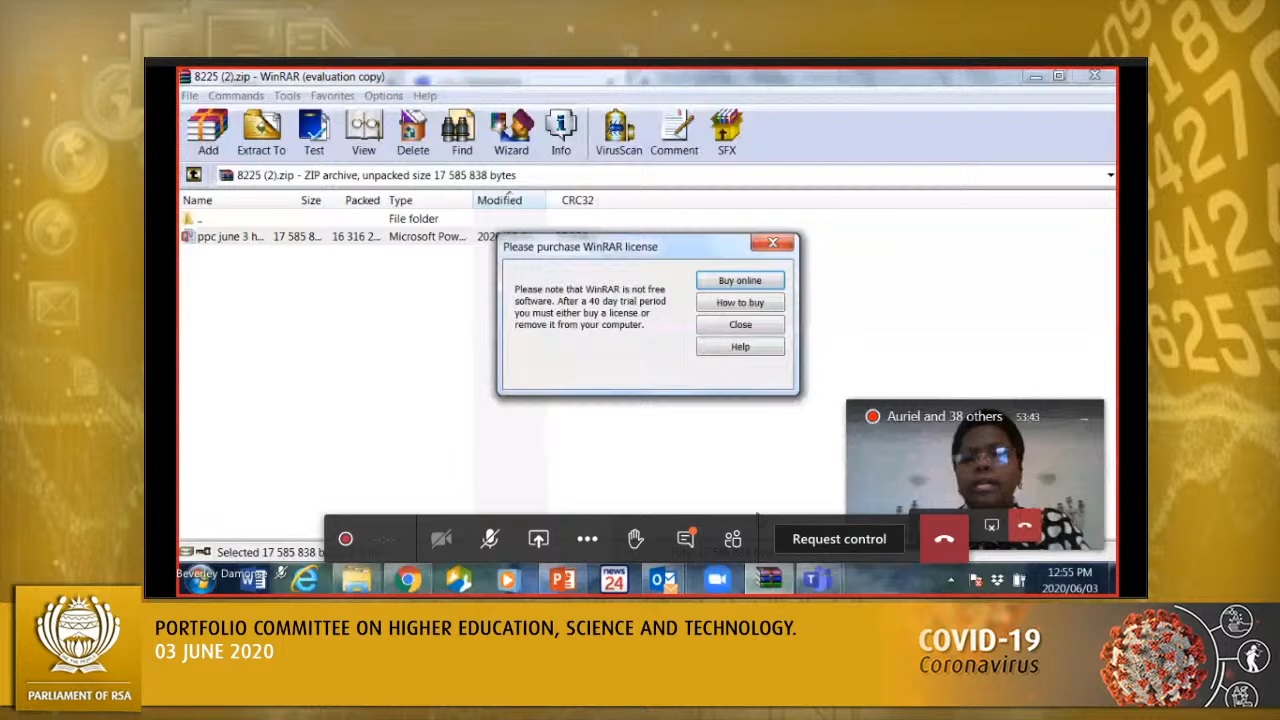 8225 (2).zip - WinRAR (evaluation copy)
File Commands Tools Favorites Options Help
Add Extract To Test View Delete Find Wizard Info VirusScan Comment SFX
8225 (2).zip - ZIP archive, unpacked size 17 585 838 bytes
Name Size Packed Type Modified CRC32
.. File folder
ppc june 3 h... 17 585 8... 16 316 2... Microsoft Pow...
Please purchase WinRAR license
Please note that WinRAR is not free
software. After a 40 day trial period
you must either buy a license or
remove it from your computer.
Buy online
How to buy
Close
Help
Auriel and 38 others 53:43
Request control
Selected 17 585 838 b
Beverley Damon
NEWS 24
12:55 PM
2020/06/03
PORTFOLIO COMMITTEE ON HIGHER EDUCATION, SCIENCE AND TECHNOLOGY.
03 JUNE 2020
PARLIAMENT OF RSA
COVID-19
Coronavirus